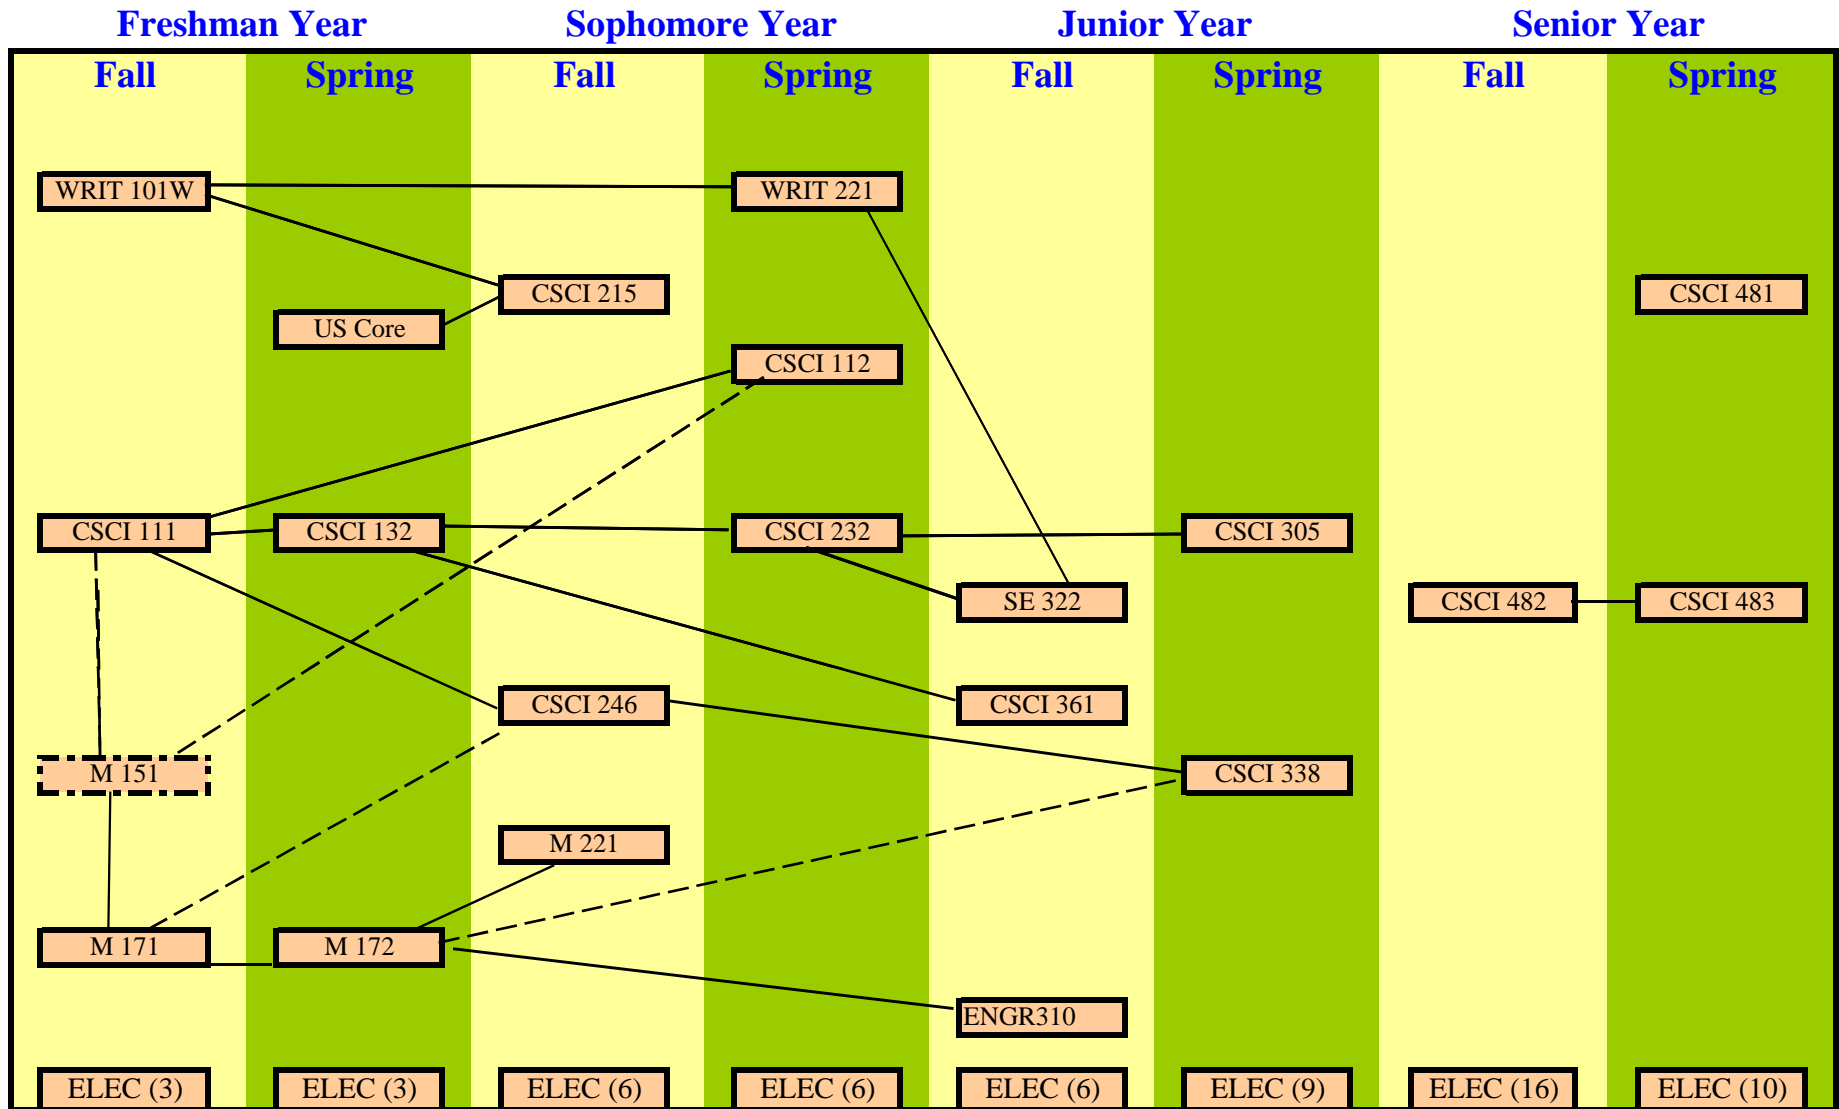 Freshman Year Sophomore Year Junior Year Senior Year
Fall Spring Fall Spring Fall Spring Fall Spring
WRIT 101W WRIT 221
CSCI 215 CSCI 481
US Core
CSCI 112
CSCI 111 CSCI 132 CSCI 232 CSCI 305
SE 322 CSCI 482 CSCI 483
CSCI 246 CSCI 361
M 151 CSCI 338
M 221
M 171 M 172
ENGR310
ELEC (3) ELEC (3) ELEC (6) ELEC (6) ELEC (6) ELEC (9) ELEC (16) ELEC (10)